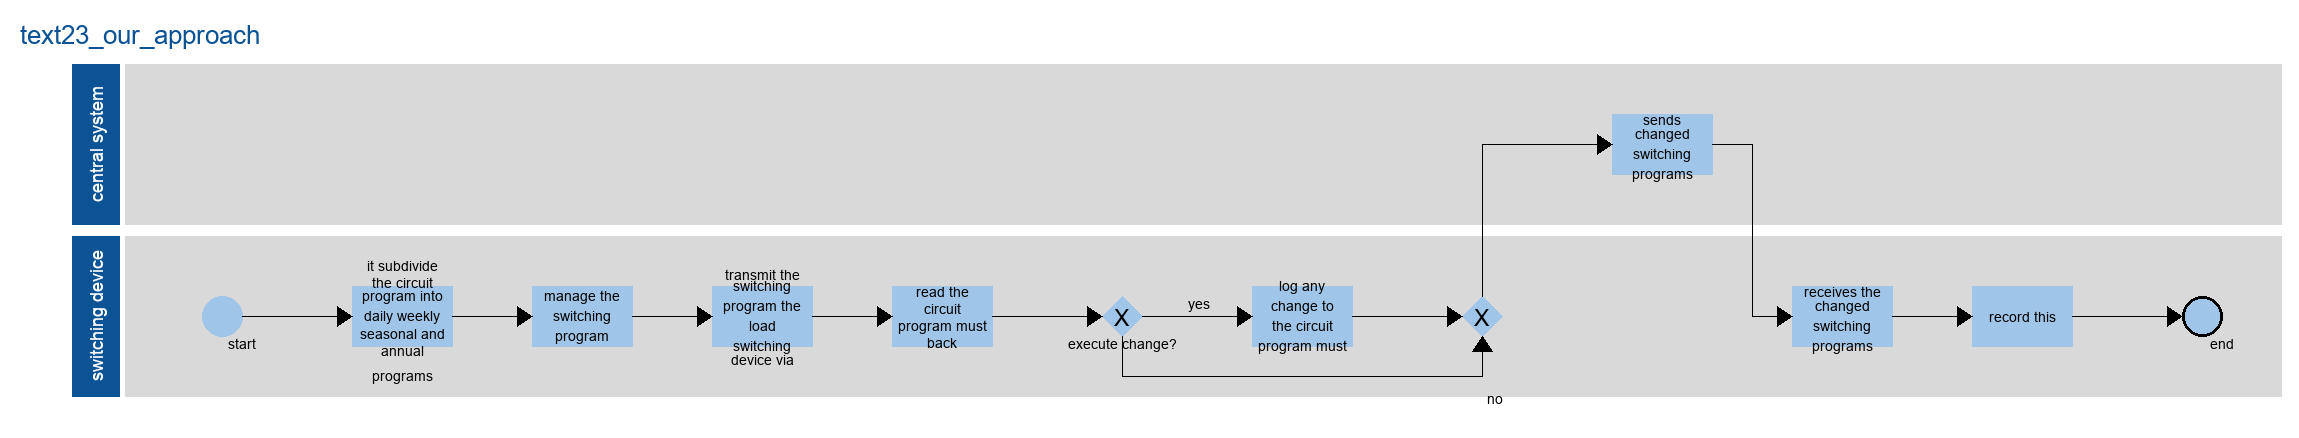 text23_our_approach
central system
sends
changed
switching
programs
switching device
start
it subdivide
the circuit
program into
daily weekly
seasonal and
annual
programs
manage the
switching
program
transmit the
switching
program the
load
switching
device via
read the
circuit
program must
back
X
execute change?
yes
log any
change to
the circuit
program must
X
no
receives the
changed
switching
programs
record this
end